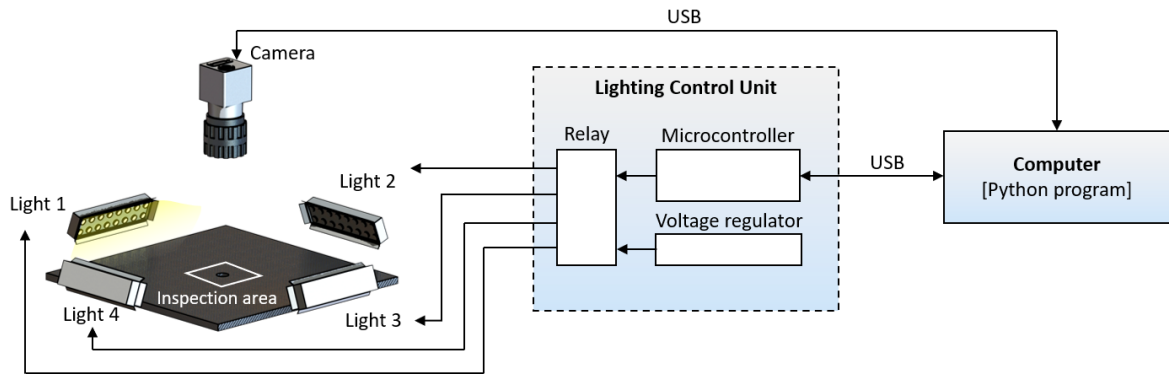 USB
Camera
Lighting Control Unit
Relay
Microcontroller
Light 2
USB
Computer
[Python program]
Light 1
Voltage regulator
Inspection area
Light 4
Light 3